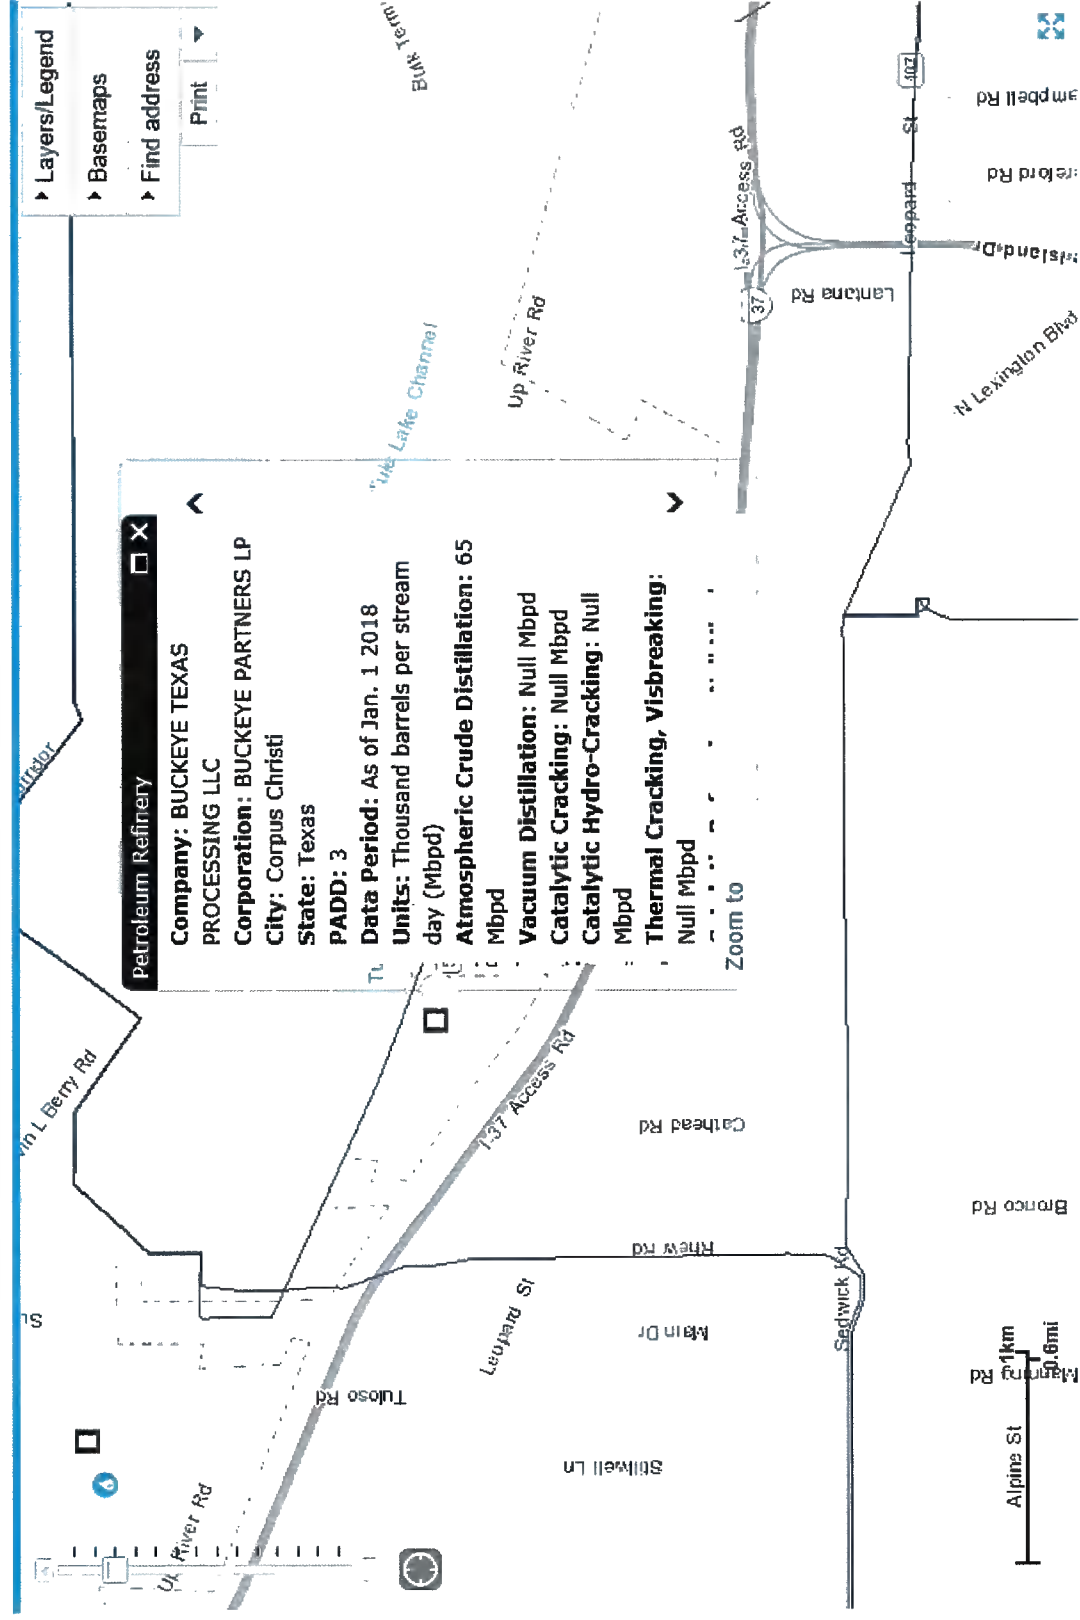 Layers/Legend
Basemaps
Find address
Print
Petroleum Refinery
Company: BUCKEYE TEXAS
PROCESSING LLC
Corporation: BUCKEYE PARTNERS LP
City: Corpus Christi
State: Texas
PADD: 3
Data Period: As of Jan. 1 2018
Units: Thousand barrels per stream
day (Mbpd)
Atmospheric Crude Distillation: 65
Mbpd
Vacuum Distillation: Null Mbpd
Catalytic Cracking: Null Mbpd
Catalytic Hydro-Cracking: Null
Mbpd
Thermal Cracking, Visbreaking:
Null Mbpd
Zoom to
Lake Channel
Up River Rd
I-37 Access Rd
37
Lantana Rd
Leopard St
407
N Lexington Blvd
Berry Rd
I-37 Access Rd
Cathead Rd
Rhew Rd
Leopard St
Main Dr
Tuloso Rd
Stillwell Ln
River Rd
Sedwick Rd
Bronco Rd
Alpine St
1km
0.6mi